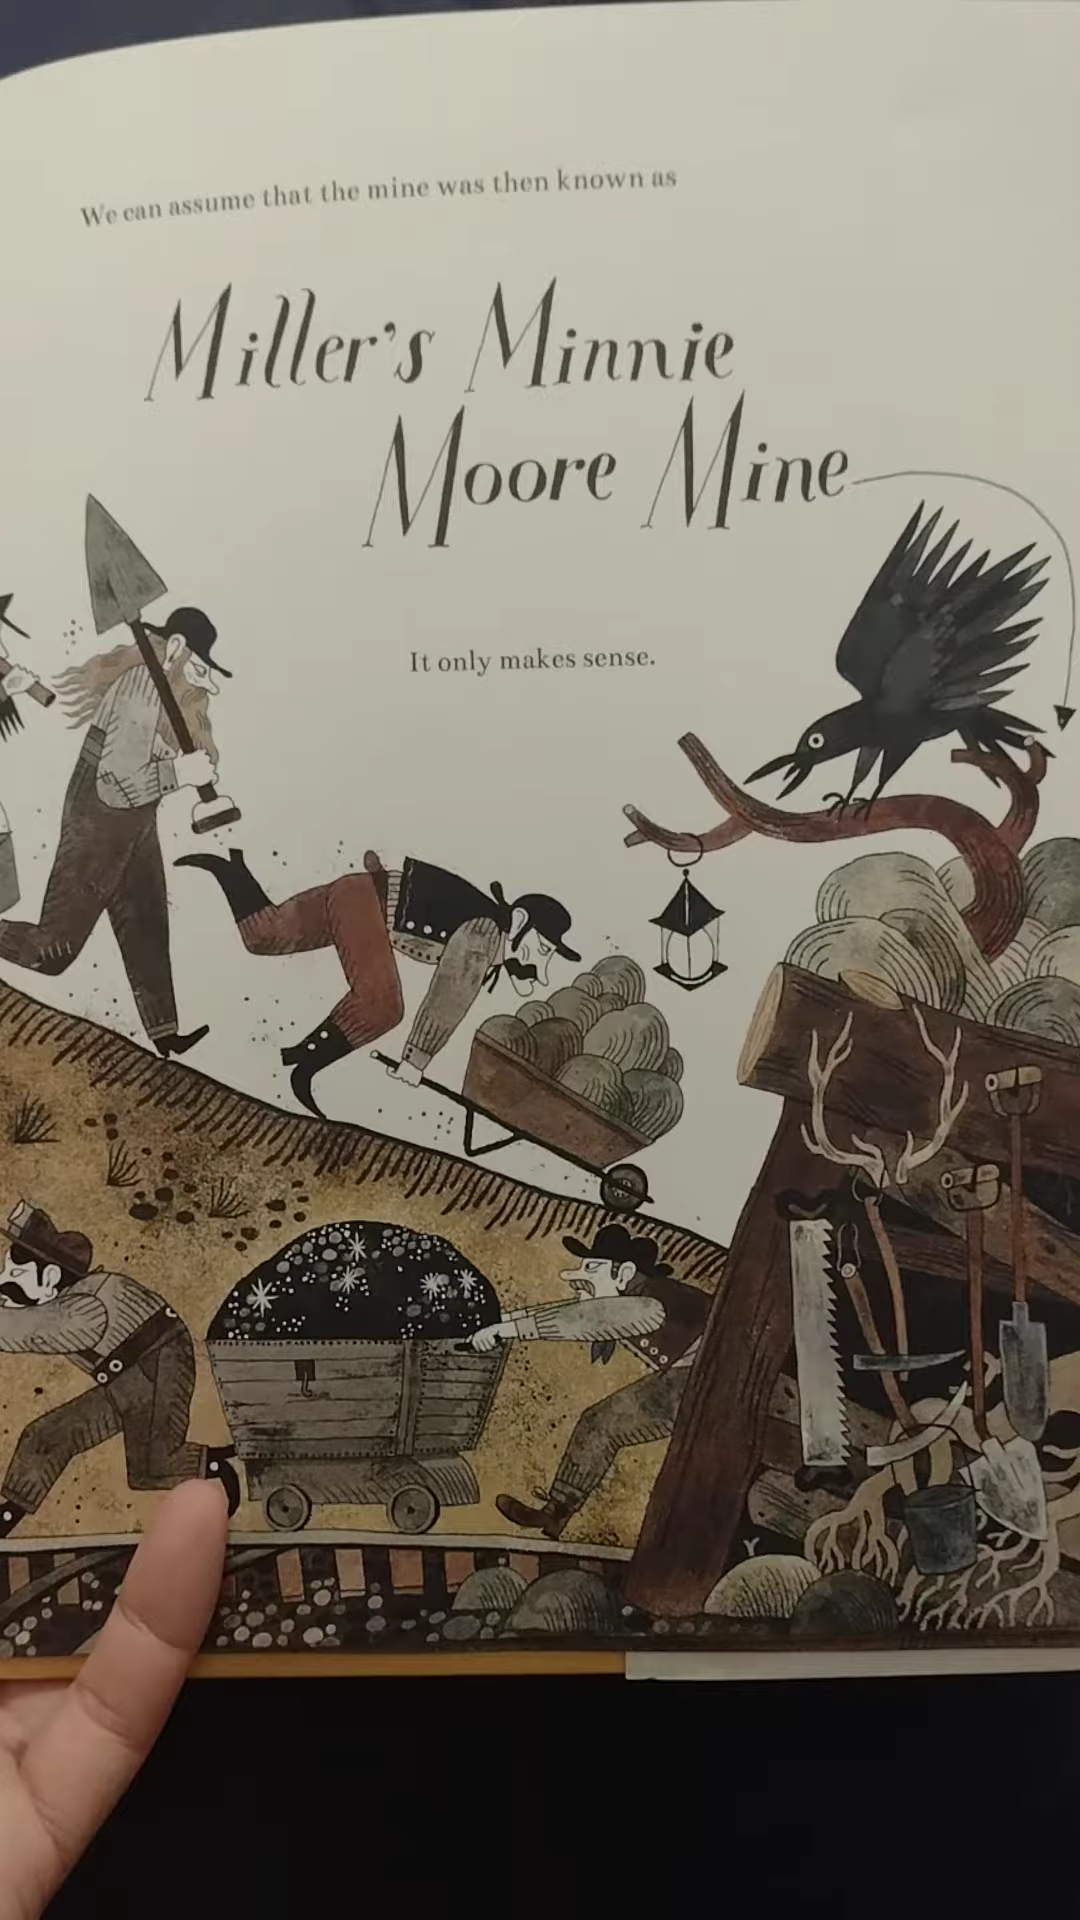 We can assume that the mine was then known as
Miller's Minnie
Moore Mine
It only makes sense.